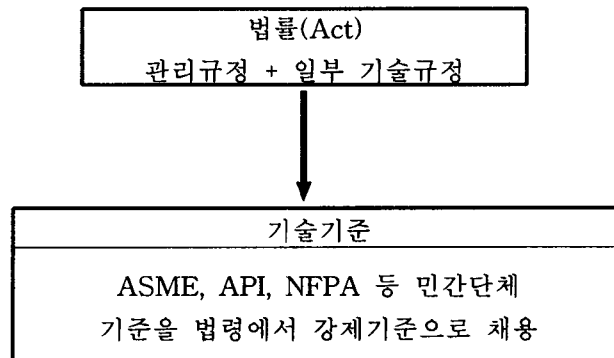 법률(Act)
관리규정 + 일부 기술규정
기술기준
ASME, API, NFPA 등 민간단체
기준을 법령에서 강제기준으로 채용